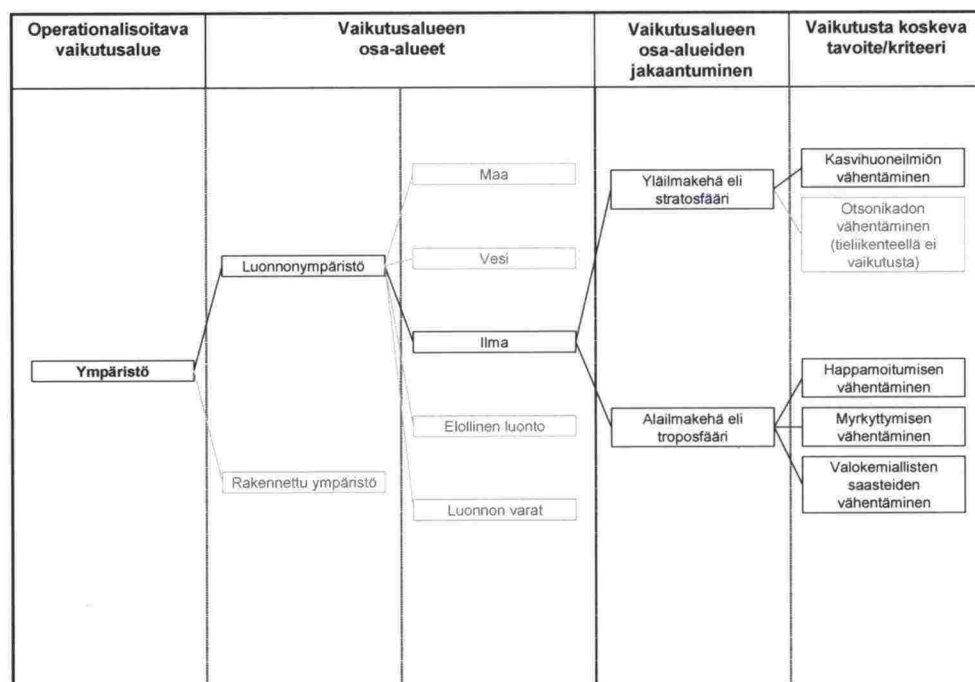 Operationalisoitava
vaikutusalue
Vaikutusalueen
osa-alueet
Vaikutusalueen
osa-alueiden
jakaantuminen
Vaikutusta koskeva
tavoite/kriteeri
Ympäristö
Luonnonympäristö
Rakennettu ympäristö
Maa
Vesi
Ilma
Elollinen luonto
Luonnon varat
Yläilmakehä eli
stratosfääri
Alailmakehä eli
troposfääri
Kasvihuoneilmiön
vähentäminen
Otsonikadon
vähentäminen
(tieliikenteellä ei
vaikutusta)
Happamoitumisen
vähentäminen
Myrkyttymisen
vähentäminen
Valokemiallisten
saasteiden
vähentäminen